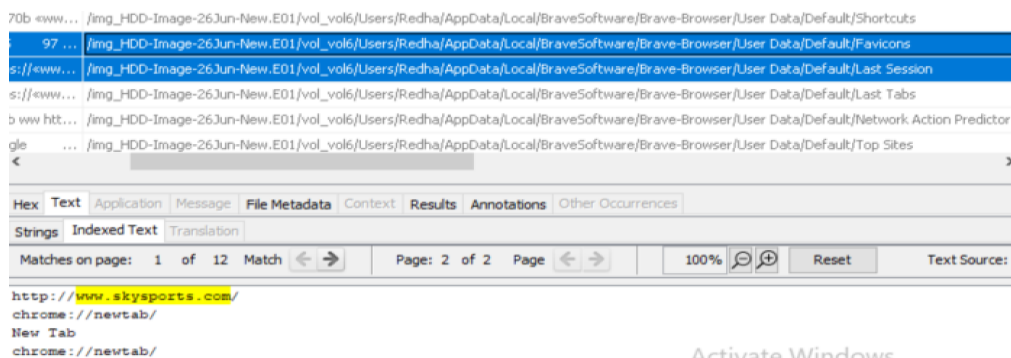 70b «ww... /img_HDD-Image-26Jun-New.E01/vol_vol6/Users/Redha/AppData/Local/BraveSoftware/Brave-Browser/User Data/Default/Shortcuts
97 ... /img_HDD-Image-26Jun-New.E01/vol_vol6/Users/Redha/AppData/Local/BraveSoftware/Brave-Browser/User Data/Default/Favicons
s://«ww... /img_HDD-Image-26Jun-New.E01/vol_vol6/Users/Redha/AppData/Local/BraveSoftware/Brave-Browser/User Data/Default/Last Session
s://«ww... /img_HDD-Image-26Jun-New.E01/vol_vol6/Users/Redha/AppData/Local/BraveSoftware/Brave-Browser/User Data/Default/Last Tabs
b ww htt... /img_HDD-Image-26Jun-New.E01/vol_vol6/Users/Redha/AppData/Local/BraveSoftware/Brave-Browser/User Data/Default/Network Action Predictor
gle ... /img_HDD-Image-26Jun-New.E01/vol_vol6/Users/Redha/AppData/Local/BraveSoftware/Brave-Browser/User Data/Default/Top Sites
Hex Text Application Message File Metadata Context Results Annotations Other Occurrences
Strings Indexed Text Translation
Matches on page: 1 of 12 Match Page: 2 of 2 Page 100% Reset Text Source:
http://www.skysports.com/
chrome://newtab/
New Tab
chrome://newtab/
Activate Windows